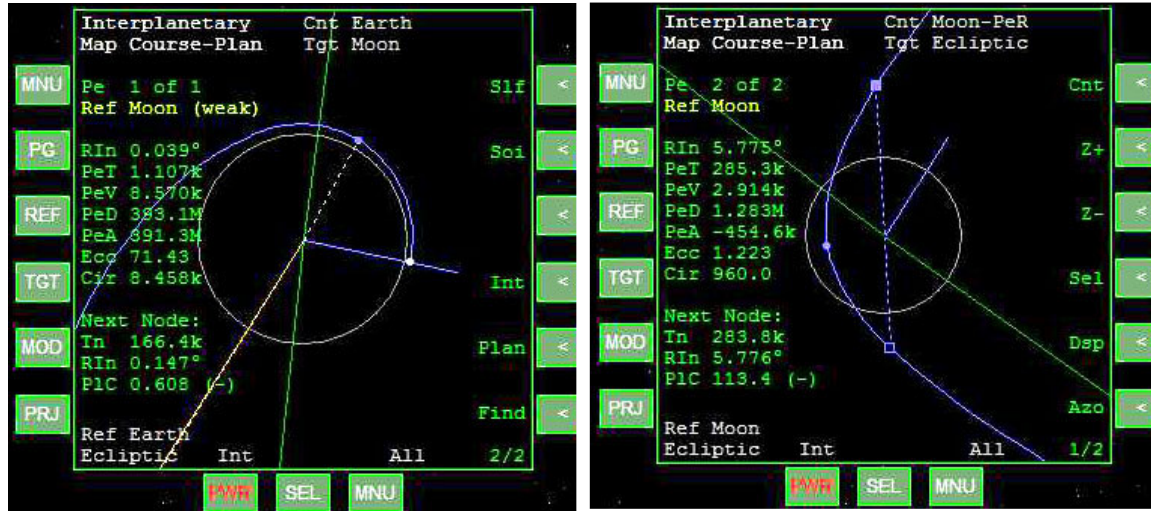 Interplanetary Cnt Earth
Map Course-Plan Tgt Moon
MNU Pe 1 of 1 Slf <
Ref Moon (weak)
PG RIn 0.039° Soi <
PeT 1.107k
PeV 8.570k
REF PeD 393.1M <
PeA 391.3M
Ecc 71.43
TGT Cir 8.458k Int <
Next Node:
MOD Tn 166.4k Plan <
RIn 0.147°
PlC 0.608 (-)
PRJ Find <
Ref Earth
Ecliptic Int All 2/2
PWR SEL MNU
Interplanetary Cnt Moon-PeR
Map Course-Plan Tgt Ecliptic
MNU Pe 2 of 2 Cnt <
Ref Moon
PG RIn 5.775° Z+ <
PeT 285.3k
PeV 2.914k
REF PeD 1.283M Z- <
PeA -454.6k
Ecc 1.223
TGT Cir 960.0 Sel <
Next Node:
MOD Tn 283.8k Dsp <
RIn 5.776°
PlC 113.4 (-)
PRJ Azo <
Ref Moon
Ecliptic Int All 1/2
PWR SEL MNU